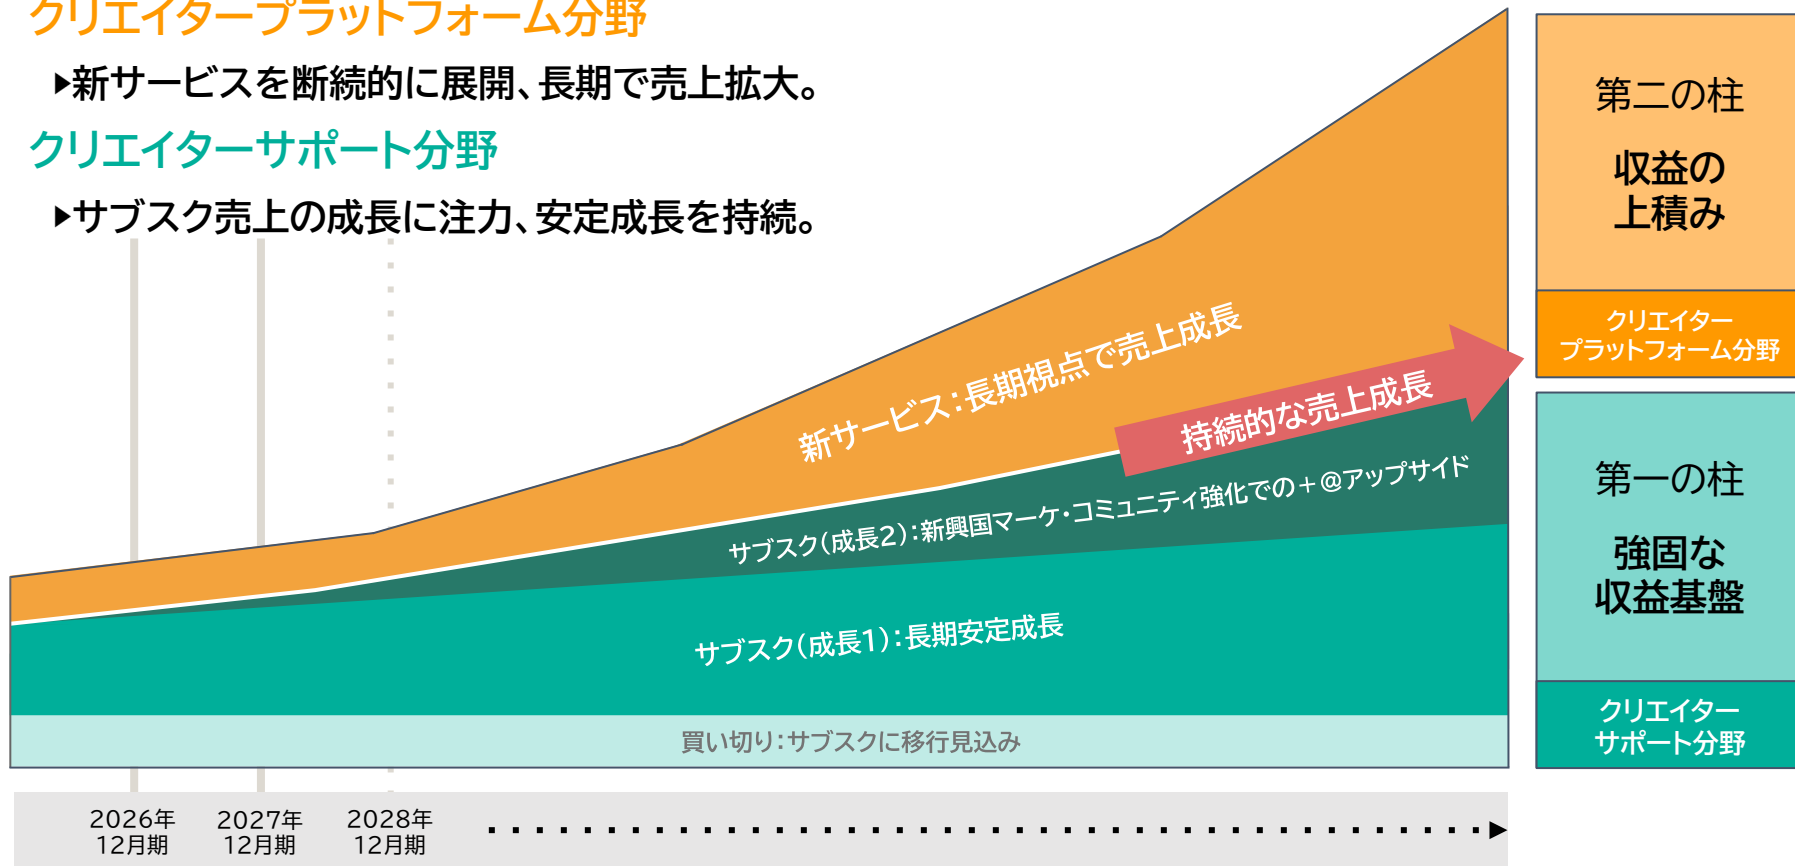 クリエイタープラットフォーム分野
▶新サービスを断続的に展開、長期で売上拡大。
クリエイターサポート分野
▶サブスク売上の成長に注力、安定成長を持続。
新サービス：長期視点で売上成長
持続的な売上成長
サブスク（成長2）：新興国マーケ・コミュニティ強化での＋@アップサイド
サブスク（成長1）：長期安定成長
買い切り：サブスクに移行見込み
2026年
12月期
2027年
12月期
2028年
12月期
第二の柱
収益の
上積み
クリエイター
プラットフォーム分野
第一の柱
強固な
収益基盤
クリエイター
サポート分野